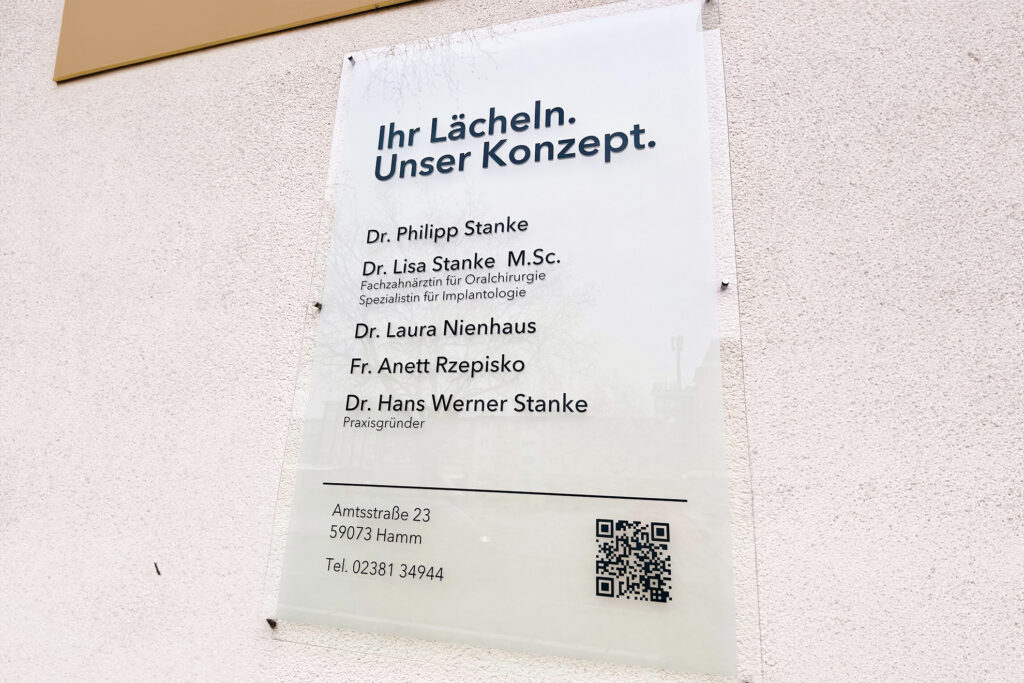 Ihr Lächeln.
Unser Konzept.
Dr. Philipp Stanke
Dr. Lisa Stanke M.Sc.
Fachzahnärztin für Oralchirurgie
Spezialistin für Implantologie
Dr. Laura Nienhaus
Fr. Anett Rzepisko
Dr. Hans Werner Stanke
Praxisgründer
Amtsstraße 23
59073 Hamm
Tel. 02381 34944